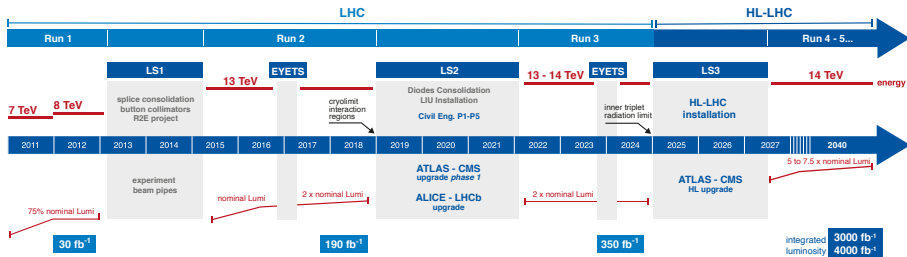 LHC
HL-LHC
Run 1
Run 2
Run 3
Run 4 - 5...
LS1
EYETS
LS2
EYETS
LS3
13 TeV
13 - 14 TeV
14 TeV
energy
7 TeV
8 TeV
splice consolidation
button collimators
R2E project
cryolimit
interaction
regions
Diodes Consolidation
LIU Installation
Civil Eng. P1-P5
inner triplet
radiation limit
HL-LHC
installation
2011
2012
2013
2014
2015
2016
2017
2018
2019
2020
2021
2022
2023
2024
2025
2026
2027
2040
5 to 7.5 x nominal Lumi
experiment
beam pipes
ATLAS - CMS
upgrade phase 1
ALICE - LHCb
upgrade
ATLAS - CMS
HL upgrade
75% nominal Lumi
nominal Lumi
2 x nominal Lumi
2 x nominal Lumi
30 fb⁻¹
190 fb⁻¹
350 fb⁻¹
integrated
luminosity
3000 fb⁻¹
4000 fb⁻¹